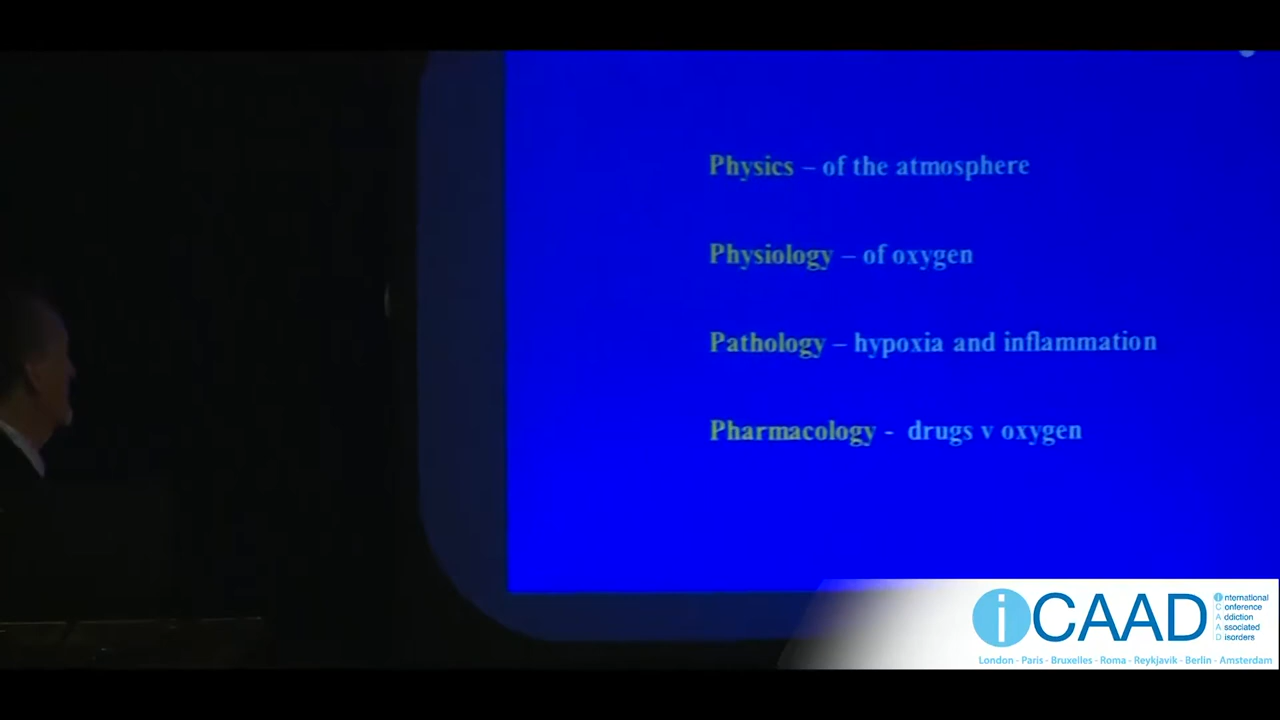 Physics – of the atmosphere
Physiology – of oxygen
Pathology – hypoxia and inflammation
Pharmacology - drugs v oxygen
iCAAD
international
Conference
Addiction
Associated
Disorders
London - Paris - Bruxelles - Roma - Reykjavik - Berlin - Amsterdam